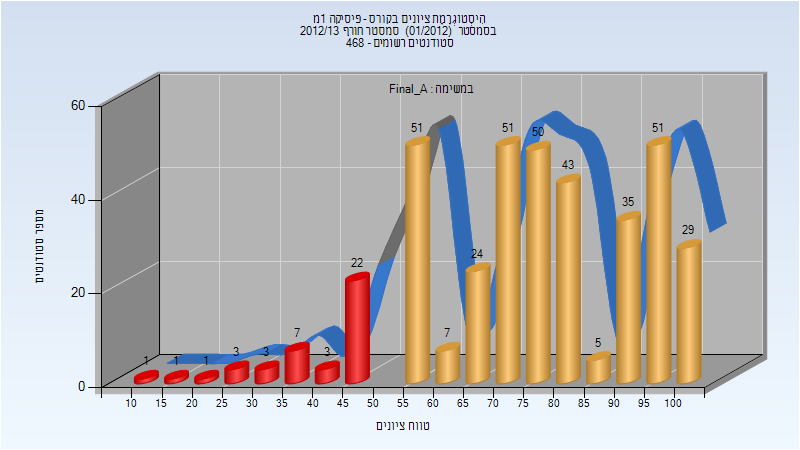 היסטוגרמת ציונים בקורס - פיסיקה 1מ
בסמסטר (01/2012) סמסטר חורף 2012/13
סטודנטים רשומים - 468
במשימה : Final_A
מספר סטודנטים
60
40
20
0
1 1 1 3 3 7 3 22 51 7 24 51 50 43 5 35 51 29
10 15 20 25 30 35 40 45 50 55 60 65 70 75 80 85 90 95 100
טווח ציונים